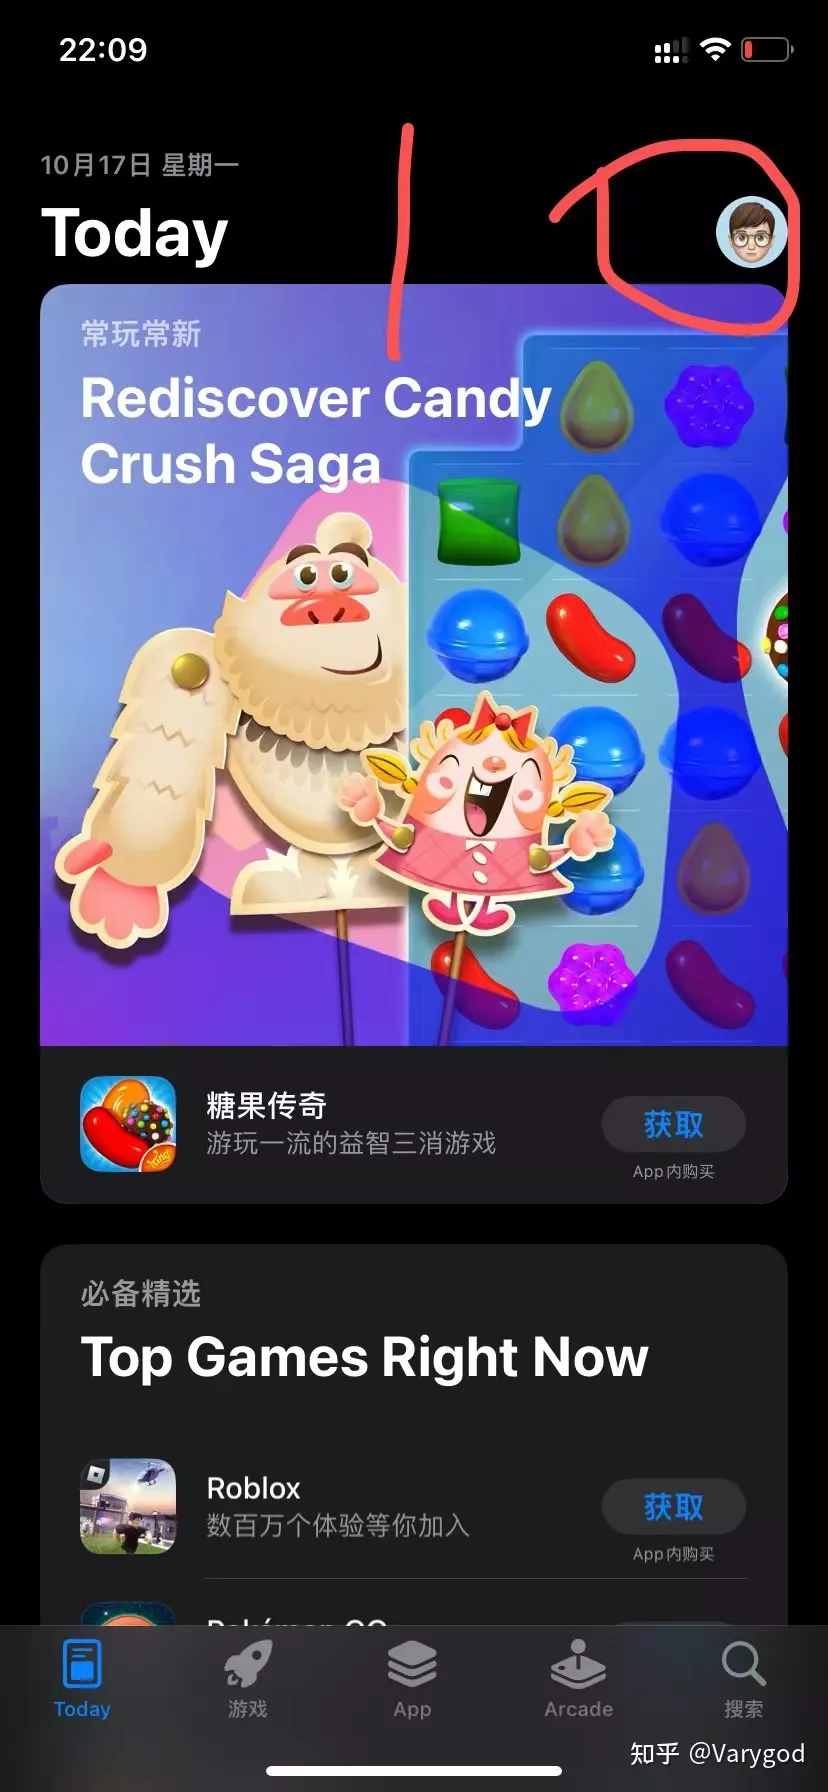 22:09
10月17日 星期一
Today
常玩常新
Rediscover Candy
Crush Saga
糖果传奇
游玩一流的益智三消游戏
获取
App内购买
King
必备精选
Top Games Right Now
Roblox
数百万个体验等你加入
获取
App内购买
Pokémon GO
Today
游戏
App
Arcade
搜索
知乎 @Varygod